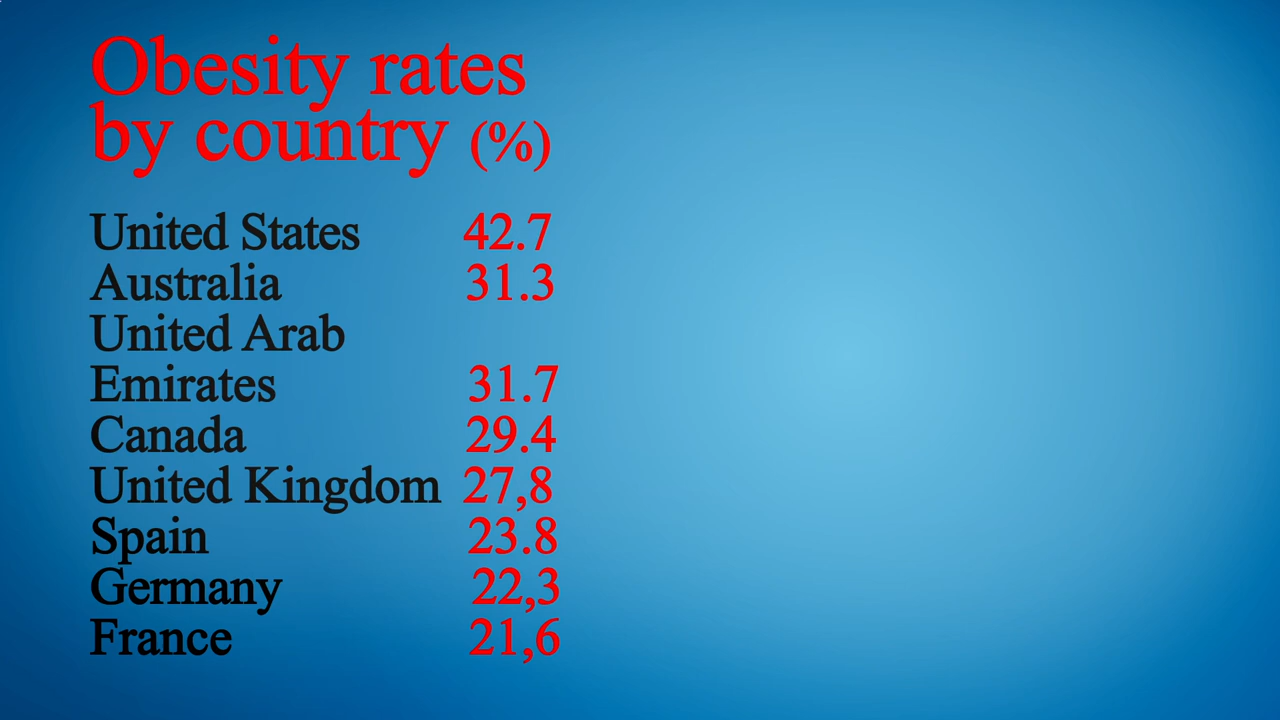 Obesity rates
by country (%)
United States 42.7
Australia 31.3
United Arab
Emirates 31.7
Canada 29.4
United Kingdom 27,8
Spain 23.8
Germany 22,3
France 21,6